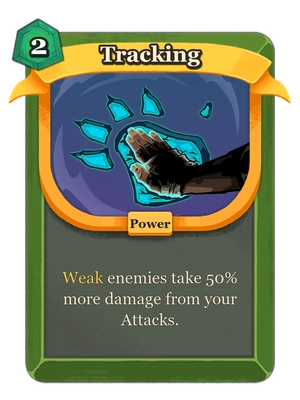 2
Tracking
Power
Weak enemies take 50%
more damage from your
Attacks.